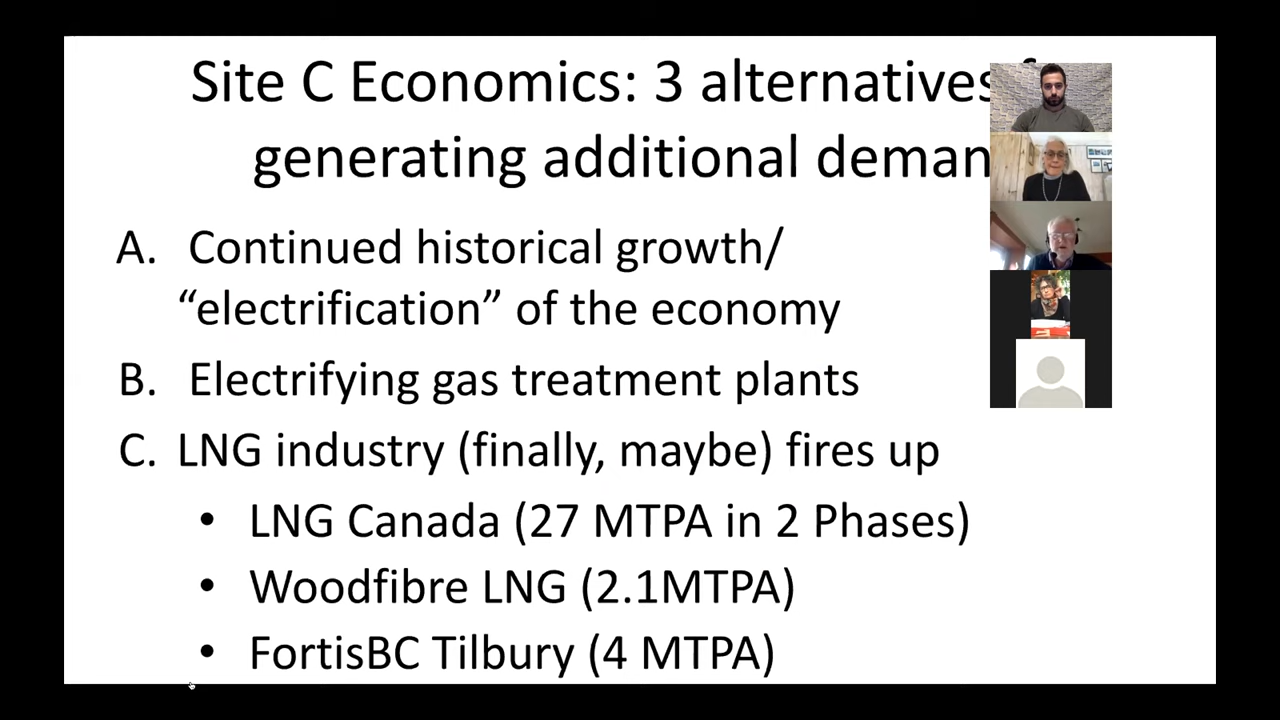 Site C Economics: 3 alternatives
generating additional deman
A. Continued historical growth/
“electrification” of the economy
B. Electrifying gas treatment plants
C. LNG industry (finally, maybe) fires up
• LNG Canada (27 MTPA in 2 Phases)
• Woodfibre LNG (2.1MTPA)
• FortisBC Tilbury (4 MTPA)